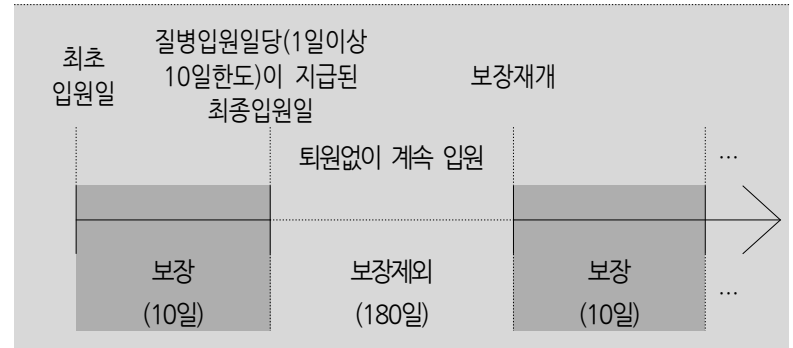 최초
입원일
질병입원일당(1일이상
10일한도)이 지급된
최종입원일
보장재개
퇴원없이 계속 입원
…
보장
(10일)
보장제외
(180일)
보장
(10일)
…